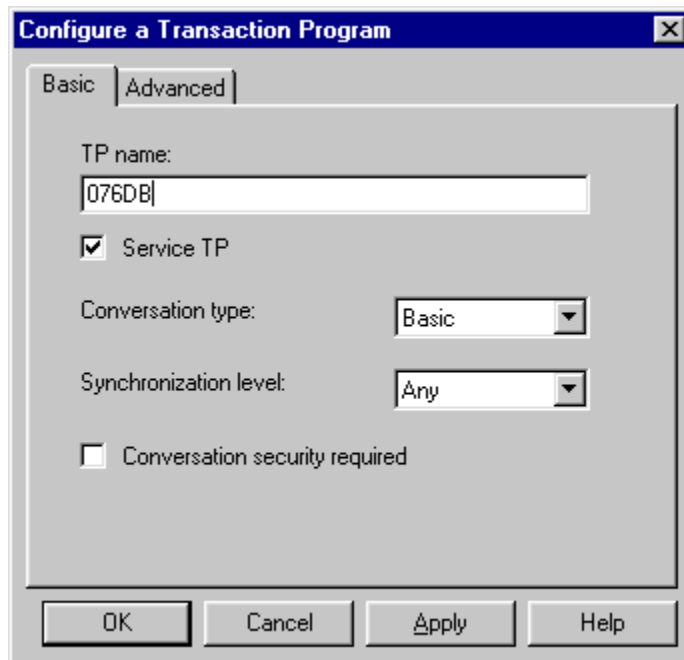 Configure a Transaction Program
Basic Advanced
TP name:
076DB
Service TP
Conversation type: Basic
Synchronization level: Any
Conversation security required
OK Cancel Apply Help